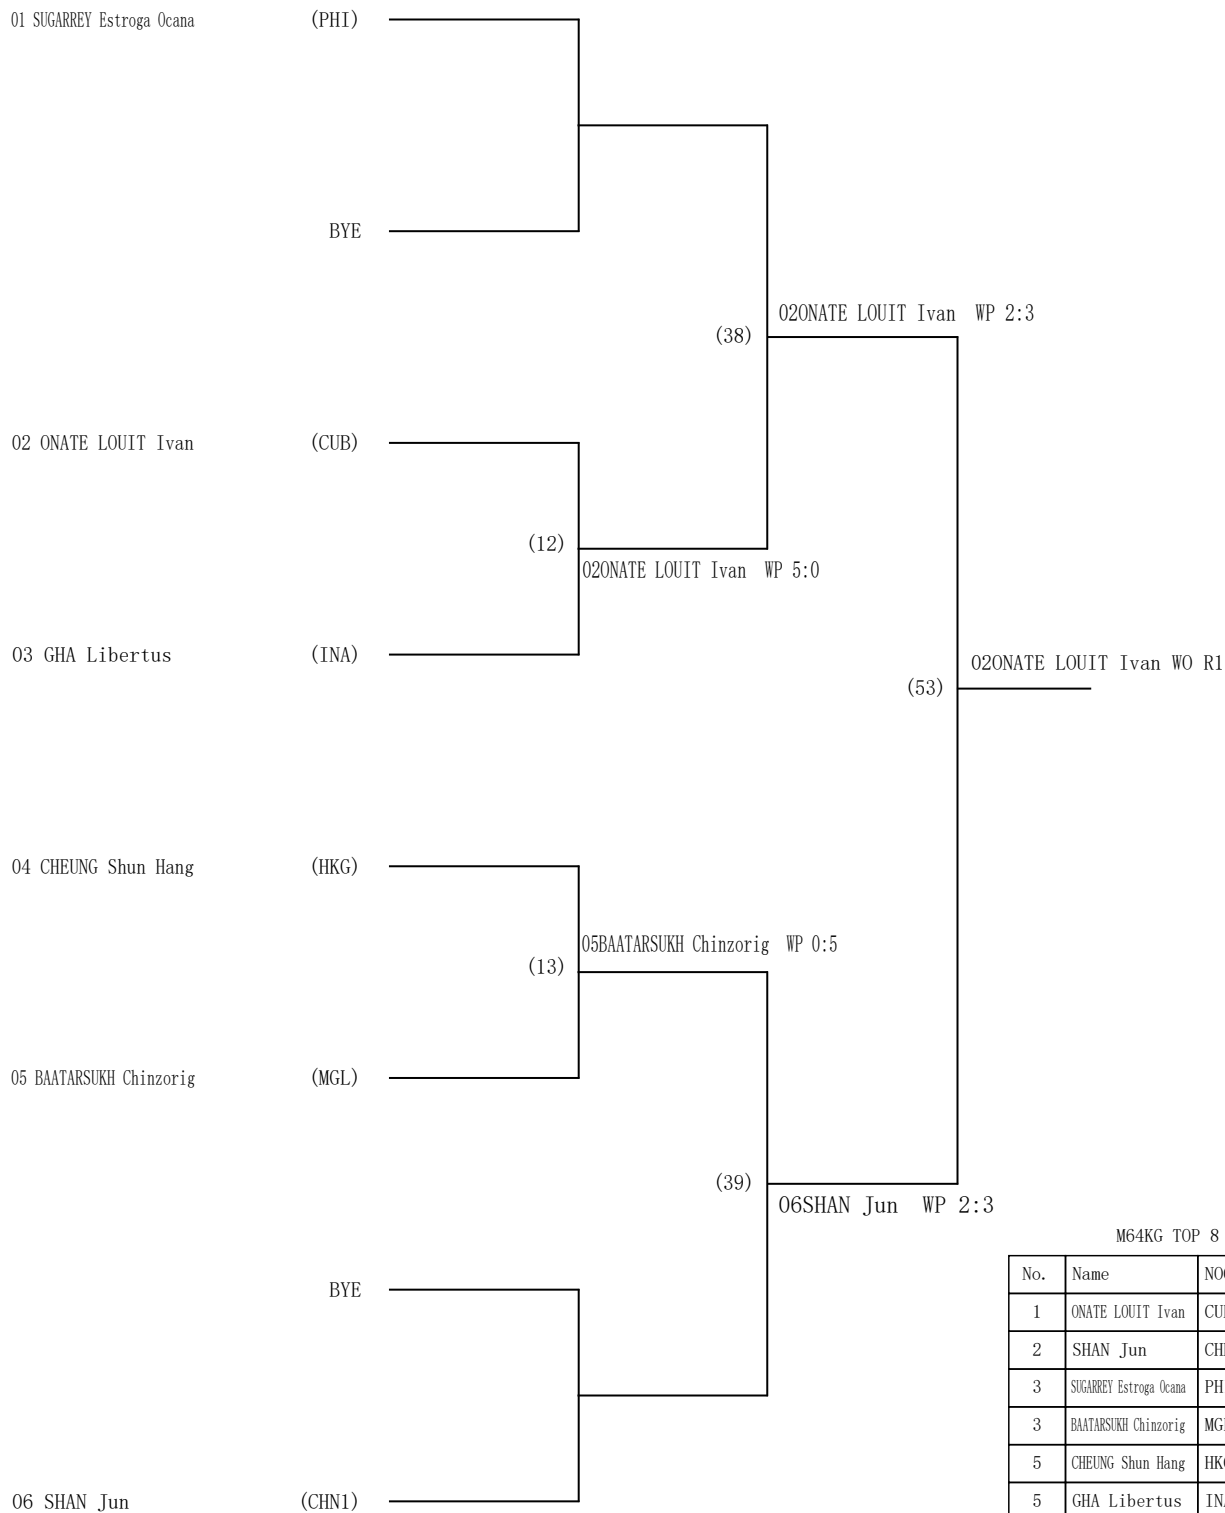 01 SUGARREY Estroga Ocana (PHI)
BYE
02ONATE LOUIT Ivan WP 2:3
(38)
02 ONATE LOUIT Ivan (CUB)
(12)
02ONATE LOUIT Ivan WP 5:0
03 GHA Libertus (INA)
02ONATE LOUIT Ivan WO R1
(53)
04 CHEUNG Shun Hang (HKG)
05BAATARSUKH Chinzorig WP 0:5
(13)
05 BAATARSUKH Chinzorig (MGL)
(39)
06SHAN Jun WP 2:3
M64KG TOP 8
BYE
No. Name
1 ONATE LOUIT Ivan
2 SHAN Jun
3 SUGARREY Estroga Ocana
3 BAATARSUKH Chinzorig
5 CHEUNG Shun Hang
5 GHA Libertus
06 SHAN Jun (CHN1)